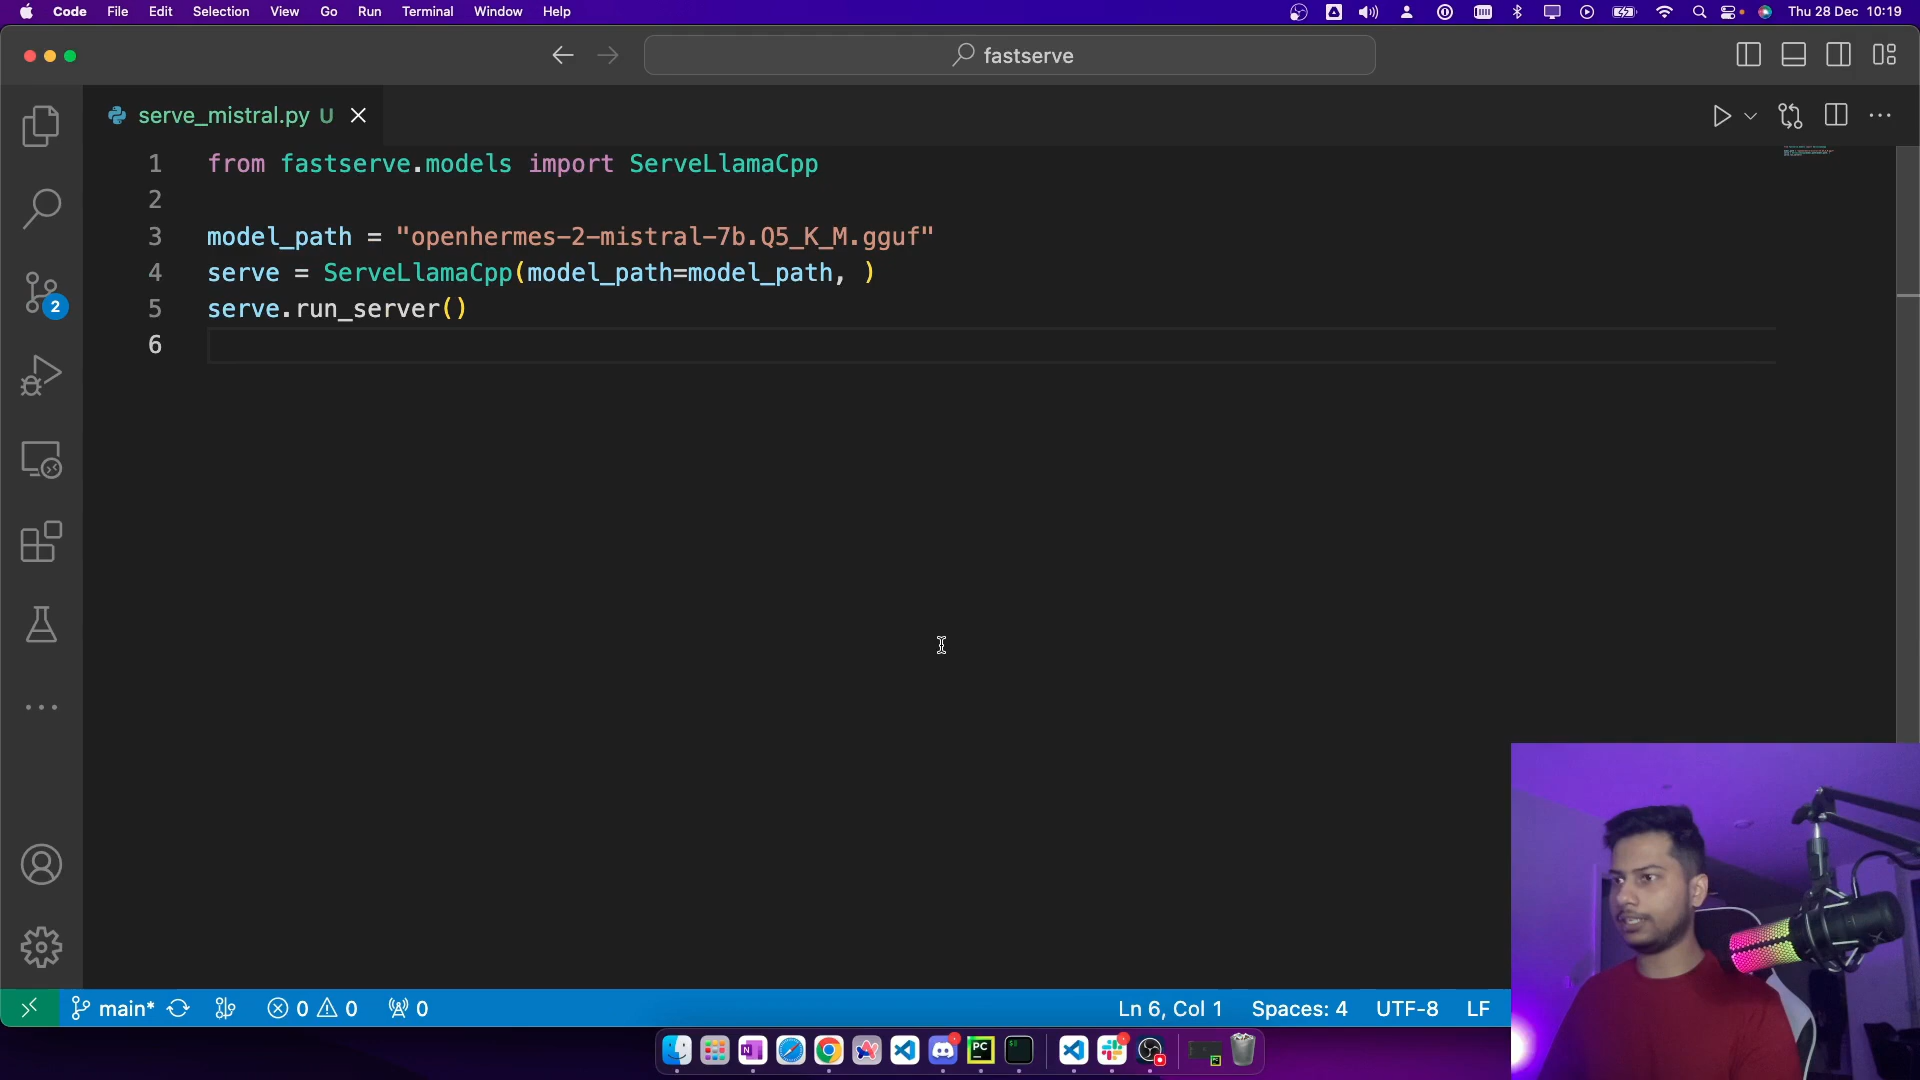 Code File Edit Selection View Go Run Terminal Window Help Thu 28 Dec 10:19
fastserve
serve_mistral.py U
1 from fastserve.models import ServeLlamaCpp
2
3 model_path = "openhermes-2-mistral-7b.Q5_K_M.gguf"
4 serve = ServeLlamaCpp(model_path=model_path, )
5 serve.run_server()
6
2
main* 0 0 0 Ln 6, Col 1 Spaces: 4 UTF-8 LF
N PC